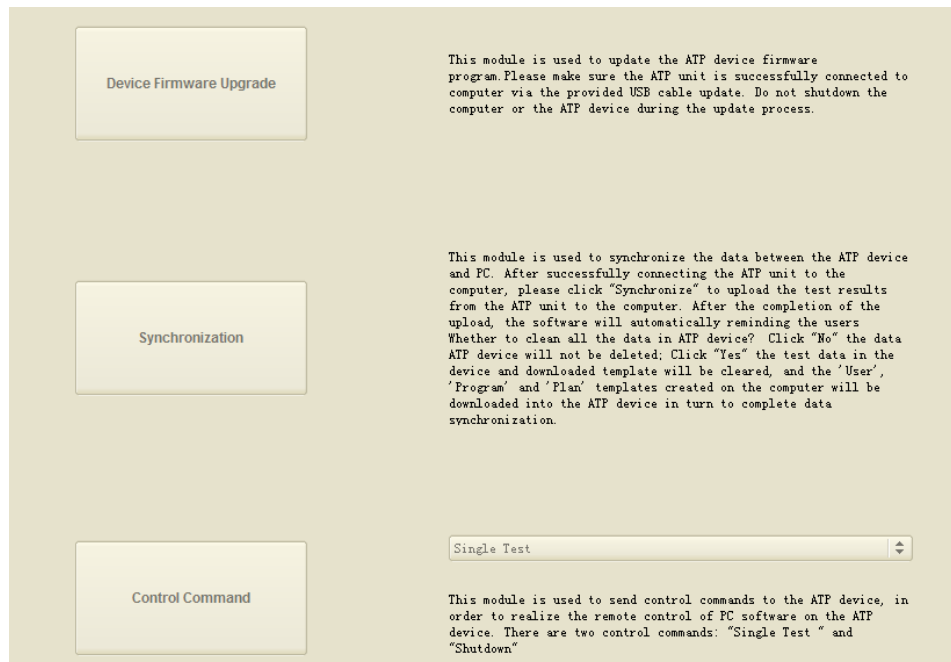 Device Firmware Upgrade
This module is used to update the ATP device firmware
program.Please make sure the ATP unit is successfully connected to
computer via the provided USB cable update. Do not shutdown the
computer or the ATP device during the update process.
Synchronization
This module is used to synchronize the data between the ATP device
and PC. After successfully connecting the ATP unit to the
computer, please click "Synchronize" to upload the test results
from the ATP unit to the computer. After the completion of the
upload, the software will automatically reminding the users
Whether to clean all the data in ATP device? Click "No" the data
ATP device will not be deleted; Click "Yes" the test data in the
device and downloaded template will be cleared, and the 'User',
'Program' and 'Plan' templates created on the computer will be
downloaded into the ATP device in turn to complete data
synchronization.
Control Command
Single Test
This module is used to send control commands to the ATP device, in
order to realize the remote control of PC software on the ATP
device. There are two control commands: "Single Test " and
"Shutdown"